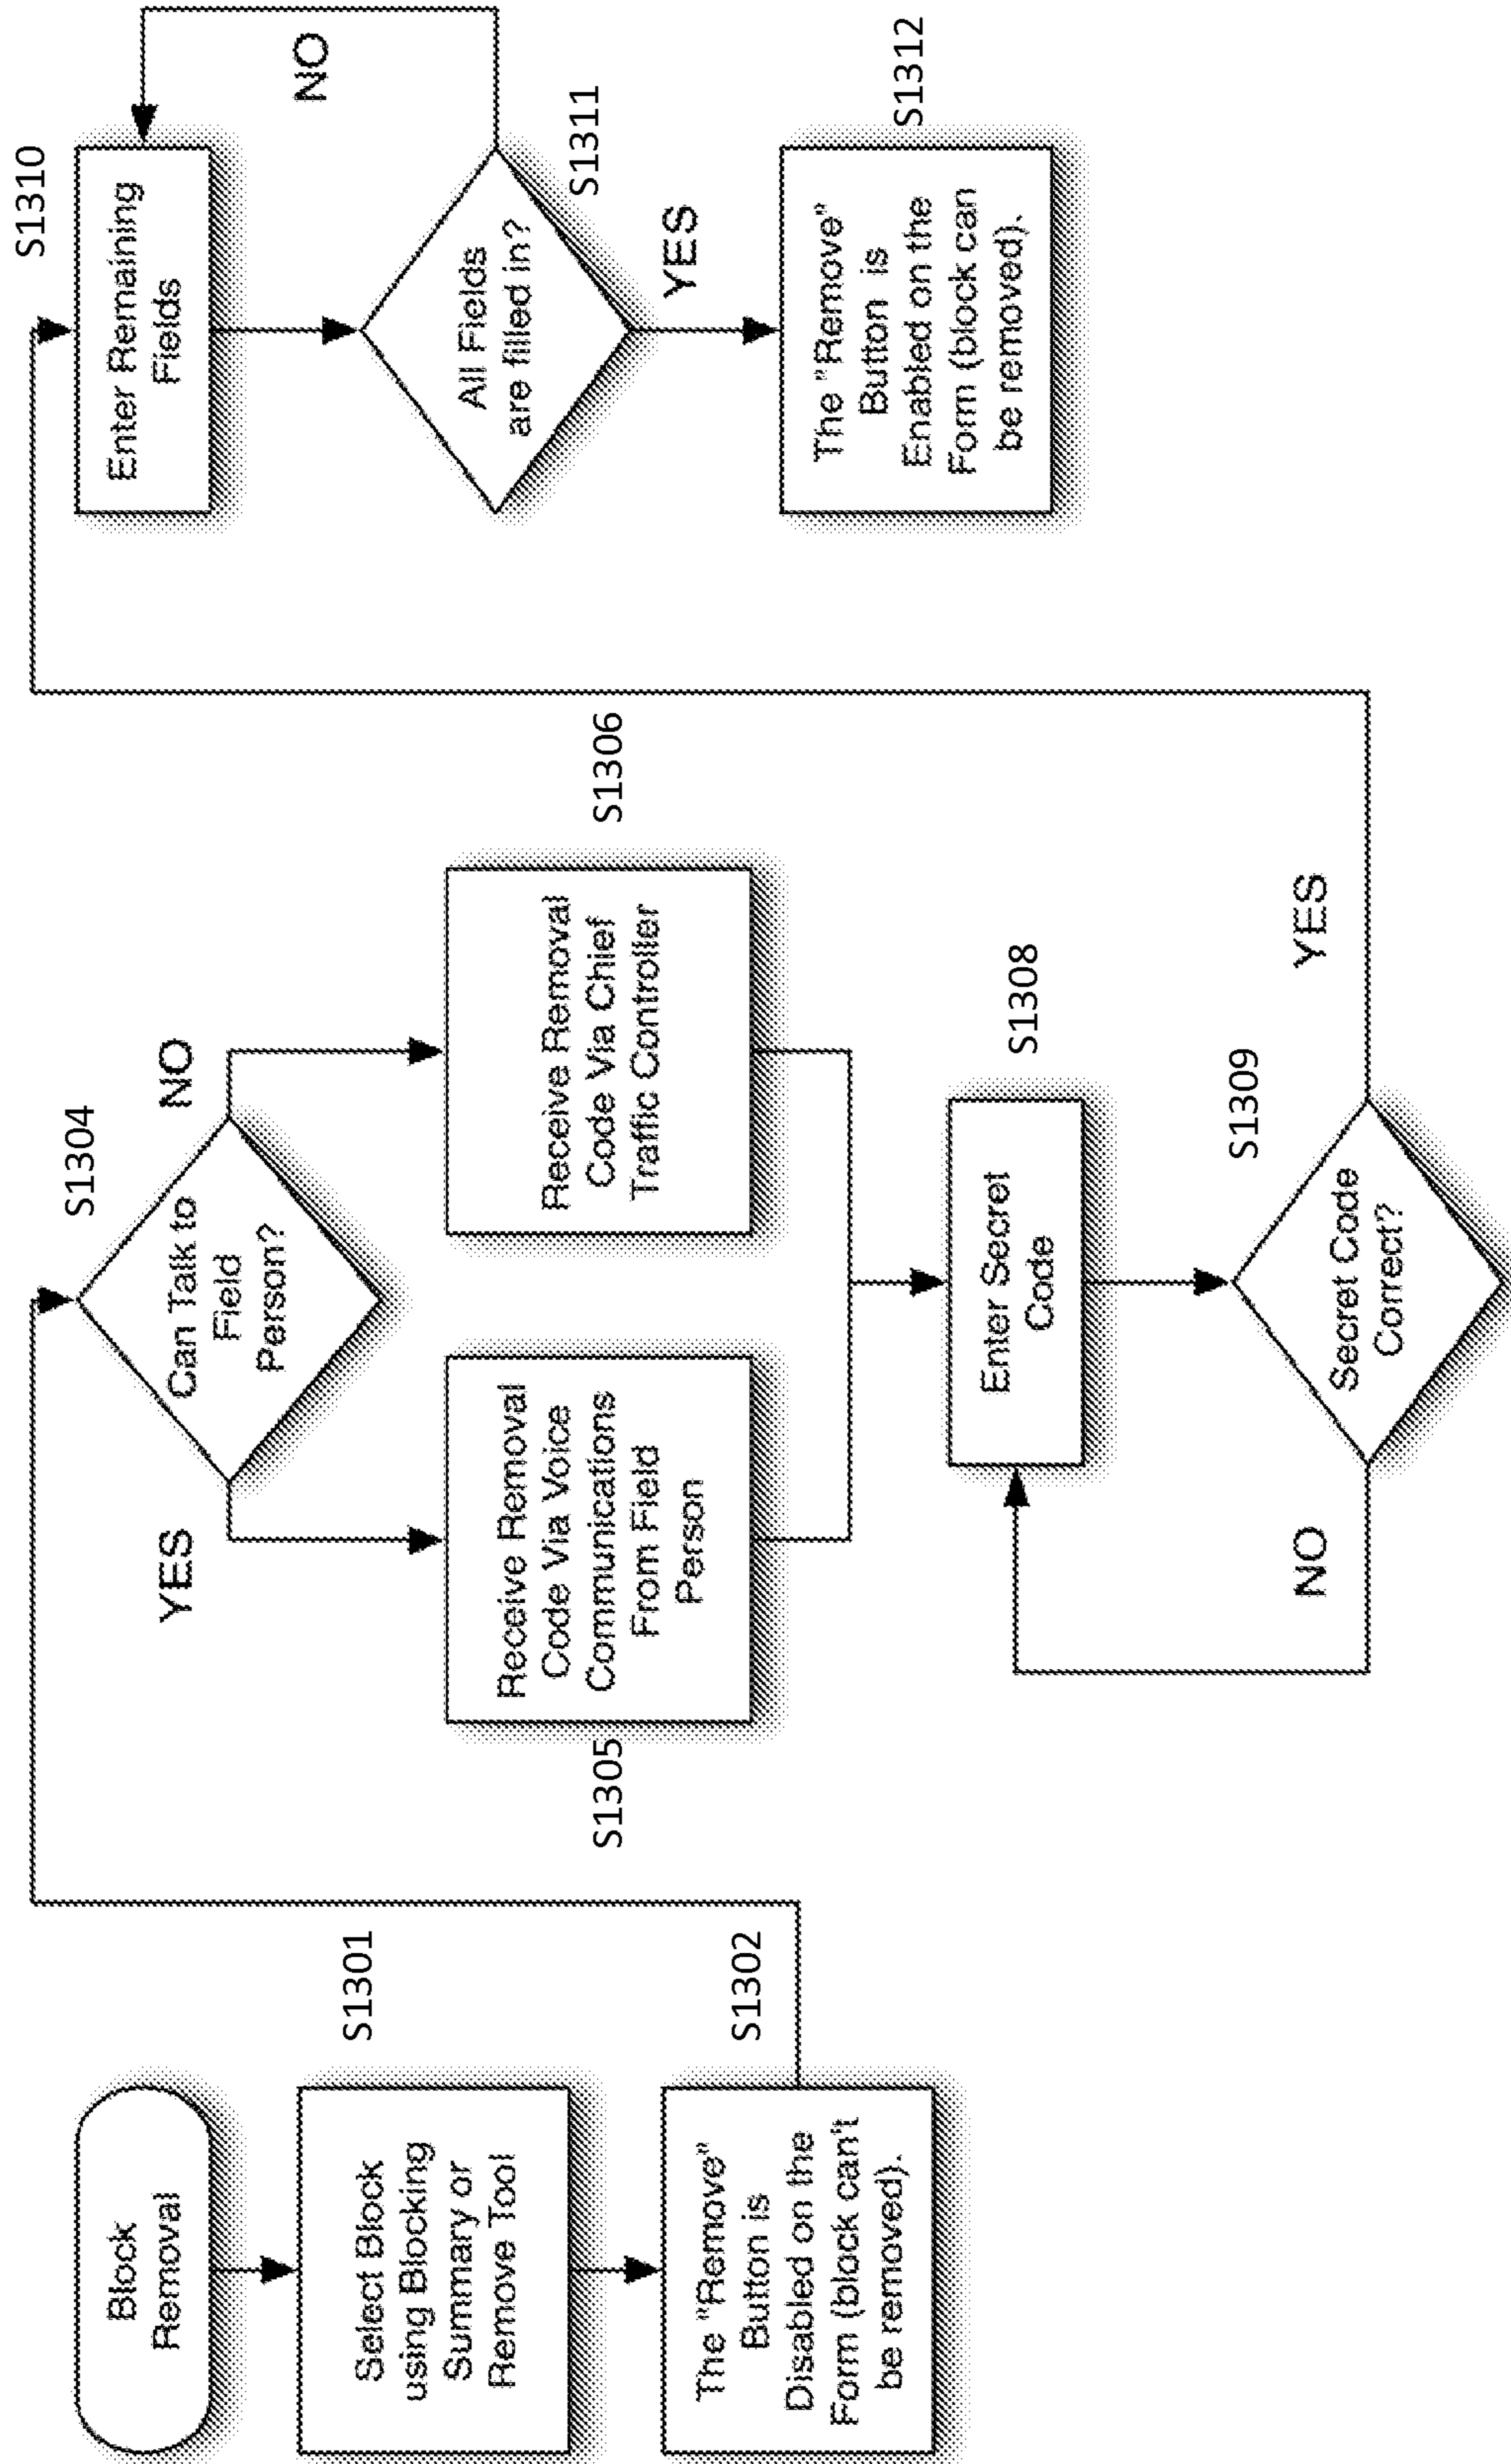 Block
Removal
S1301
Select Block
using Blocking
Summary or
Remove Tool
S1302
The "Remove"
Button is
Disabled on the
Form (block can't
be removed).
S1304
Can Talk to
Field
Person?
YES
NO
S1305
Receive Removal
Code Via Voice
Communications
From Field
Person
S1306
Receive Removal
Code Via Chief
Traffic Controller
S1308
Enter Secret
Code
S1309
Secret Code
Correct?
NO
YES
S1310
Enter Remaining
Fields
NO
S1311
All Fields
are filled in?
YES
S1312
The "Remove"
Button is
Enabled on the
Form (block can
be removed).